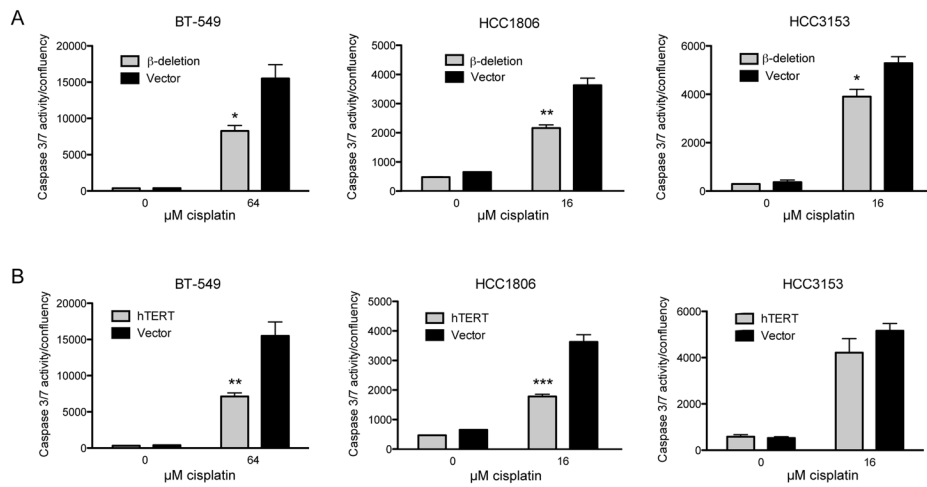 A
BT-549
Caspase 3/7 activity/confluency
20000
15000
10000
5000
0
β-deletion
Vector
*
0
64
µM cisplatin
HCC1806
Caspase 3/7 activity/confluency
5000
4000
3000
2000
1000
0
β-deletion
Vector
**
0
16
µM cisplatin
HCC3153
Caspase 3/7 activity/confluency
6000
4000
2000
0
β-deletion
Vector
*
0
16
µM cisplatin
B
BT-549
Caspase 3/7 activity/confluency
20000
15000
10000
5000
0
hTERT
Vector
**
0
64
µM cisplatin
HCC1806
Caspase 3/7 activity/confluency
5000
4000
3000
2000
1000
0
hTERT
Vector
***
0
16
µM cisplatin
HCC3153
Caspase 3/7 activity/confluency
6000
4000
2000
0
hTERT
Vector
0
16
µM cisplatin